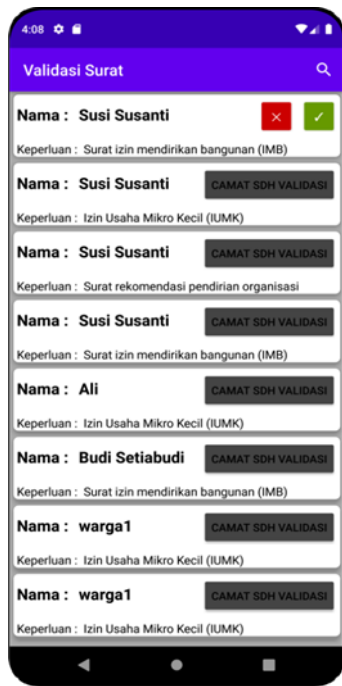 4:08
Validasi Surat
Nama : Susi Susanti
Keperluan : Surat izin mendirikan bangunan (IMB)
Nama : Susi Susanti CAMAT SDH VALIDASI
Keperluan : Izin Usaha Mikro Kecil (IUMK)
Nama : Susi Susanti CAMAT SDH VALIDASI
Keperluan : Surat rekomendasi pendirian organisasi
Nama : Susi Susanti CAMAT SDH VALIDASI
Keperluan : Surat izin mendirikan bangunan (IMB)
Nama : Ali CAMAT SDH VALIDASI
Keperluan : Izin Usaha Mikro Kecil (IUMK)
Nama : Budi Setiabudi CAMAT SDH VALIDASI
Keperluan : Surat izin mendirikan bangunan (IMB)
Nama : warga1 CAMAT SDH VALIDASI
Keperluan : Izin Usaha Mikro Kecil (IUMK)
Nama : warga1 CAMAT SDH VALIDASI
Keperluan : Izin Usaha Mikro Kecil (IUMK)